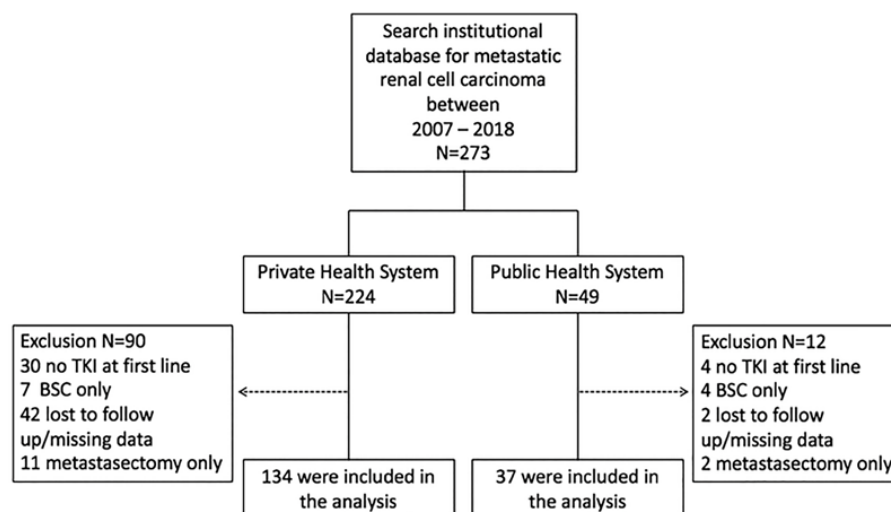 Search institutional
database for metastatic
renal cell carcinoma
between
2007 – 2018
N=273
Private Health System
N=224
Public Health System
N=49
Exclusion N=90
30 no TKI at first line
7 BSC only
42 lost to follow
up/missing data
11 metastasectomy only
Exclusion N=12
4 no TKI at first line
4 BSC only
2 lost to follow
up/missing data
2 metastasectomy only
134 were included in
the analysis
37 were included in
the analysis